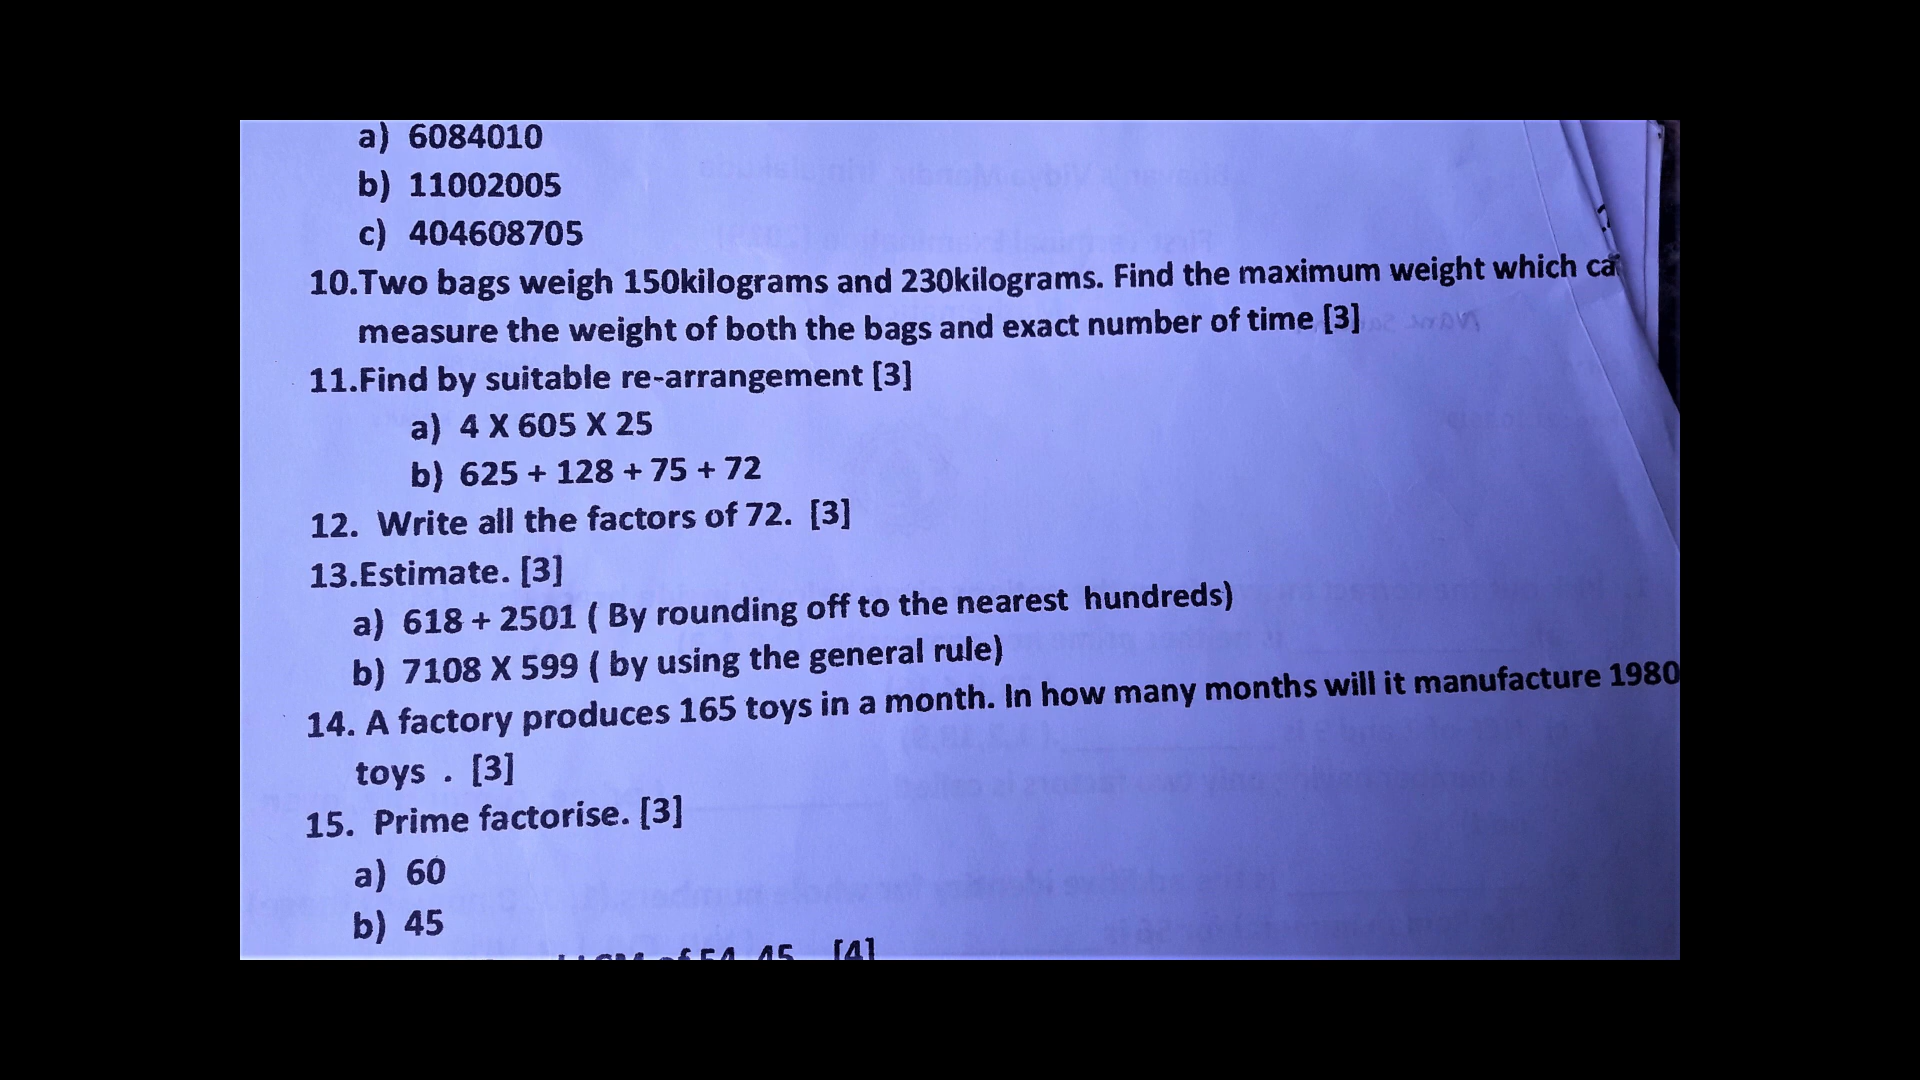 a) 6084010
b) 11002005
c) 404608705
10.Two bags weigh 150kilograms and 230kilograms. Find the maximum weight which ca
measure the weight of both the bags and exact number of time [3]
11.Find by suitable re-arrangement [3]
a) 4 X 605 X 25
b) 625 + 128 + 75 + 72
12. Write all the factors of 72. [3]
13.Estimate. [3]
a) 618 + 2501 ( By rounding off to the nearest hundreds)
b) 7108 X 599 ( by using the general rule)
14. A factory produces 165 toys in a month. In how many months will it manufacture 1980
toys . [3]
15. Prime factorise. [3]
a) 60
b) 45
of 54, 45 [4]